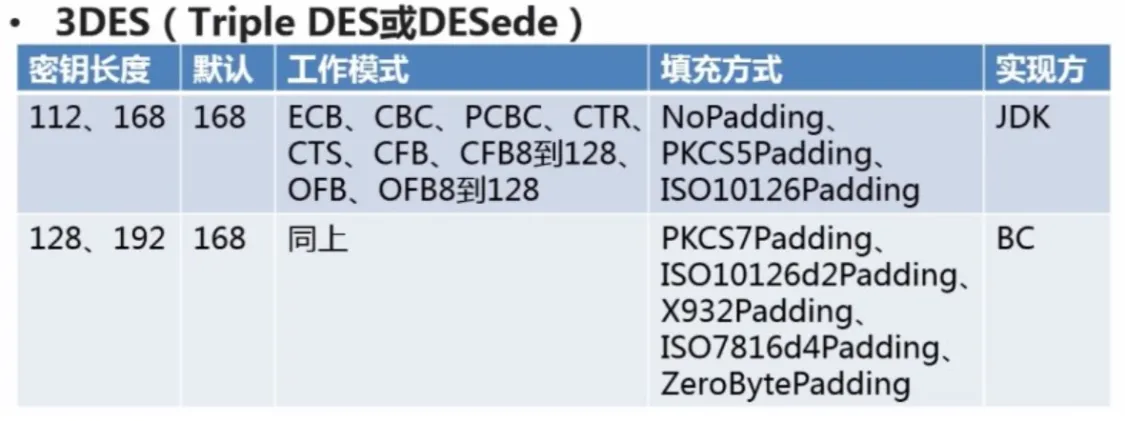 • 3DES（Triple DES或DESede）
密钥长度 默认 工作模式 填充方式 实现方
112、168 168 ECB、CBC、PCBC、CTR、 NoPadding、 JDK
CTS、CFB、CFB8到128、 PKCS5Padding、
OFB、OFB8到128 ISO10126Padding
128、192 168 同上 PKCS7Padding、 BC
ISO10126d2Padding、
X932Padding、
ISO7816d4Padding、
ZeroBytePadding